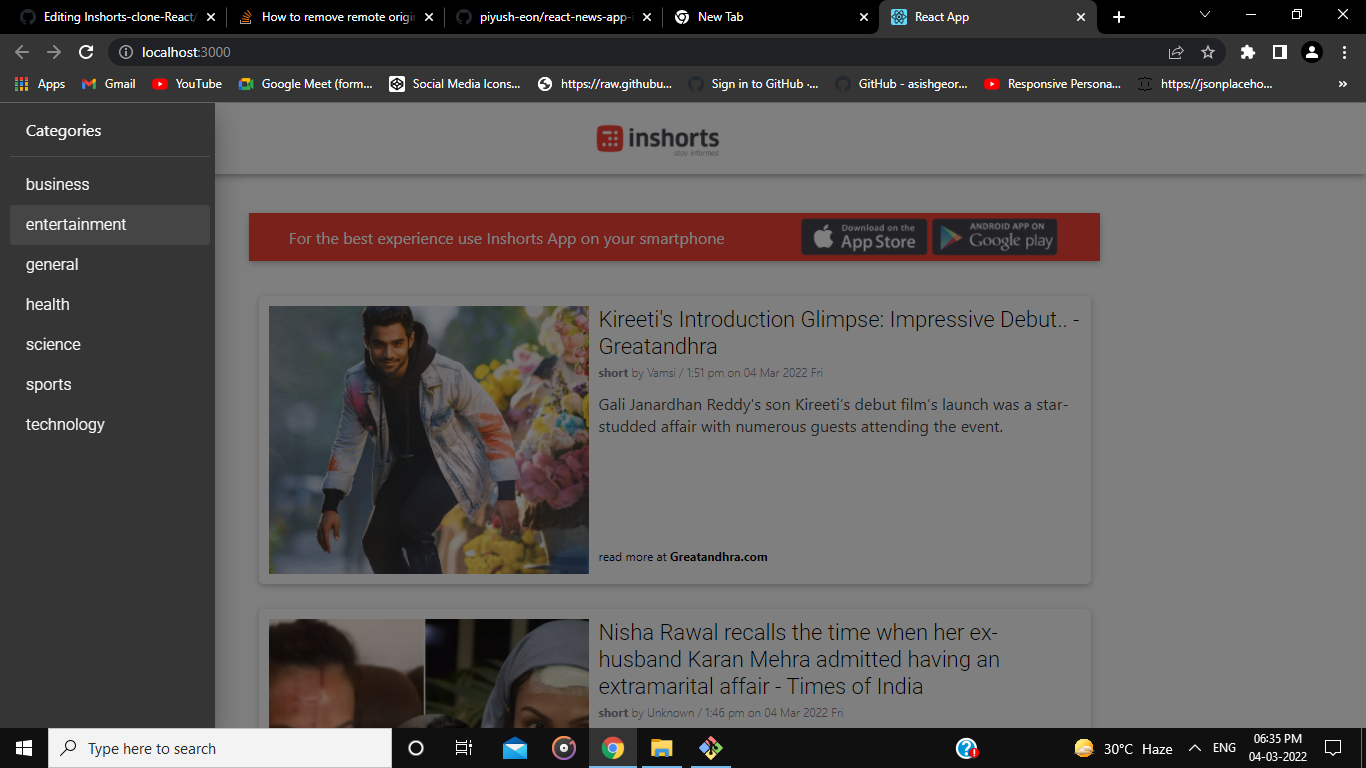 Editing Inshorts-clone-React/
How to remove remote origi
piyush-eon/react-news-app-i
New Tab
React App
localhost:3000
Apps
Gmail
YouTube
Google Meet (form...
Social Media Icons...
https://raw.githubu...
Sign in to GitHub ·...
GitHub - asishgeor...
Responsive Persona...
https://jsonplaceho...
Categories
business
entertainment
general
health
science
sports
technology
inshorts
stay informed
For the best experience use Inshorts App on your smartphone
Download on the
App Store
ANDROID APP ON
Google play
Kireeti's Introduction Glimpse: Impressive Debut.. -
Greatandhra
short by Vamsi / 1:51 pm on 04 Mar 2022 Fri
Gali Janardhan Reddy’s son Kireeti’s debut film’s launch was a star-
studded affair with numerous guests attending the event.
read more at Greatandhra.com
Nisha Rawal recalls the time when her ex-
husband Karan Mehra admitted having an
extramarital affair - Times of India
short by Unknown / 1:46 pm on 04 Mar 2022 Fri
Type here to search
30°C Haze
ENG
06:35 PM
04-03-2022